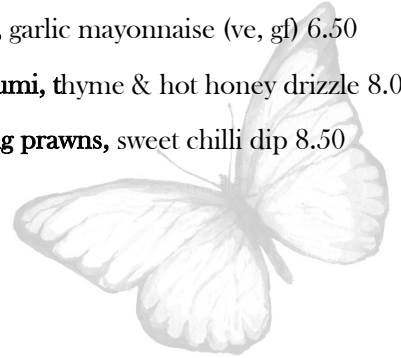 , garlic mayonnaise (ve, gf) 6.50
umi, thyme & hot honey drizzle 8.0
g prawns, sweet chilli dip 8.50